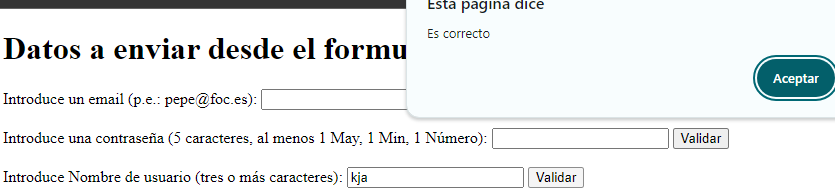 Esta página dice
Es correcto
Aceptar
Datos a enviar desde el formu
Introduce un email (p.e.: pepe@foc.es):
Introduce una contraseña (5 caracteres, al menos 1 May, 1 Min, 1 Número): Validar
Introduce Nombre de usuario (tres o más caracteres): kja Validar